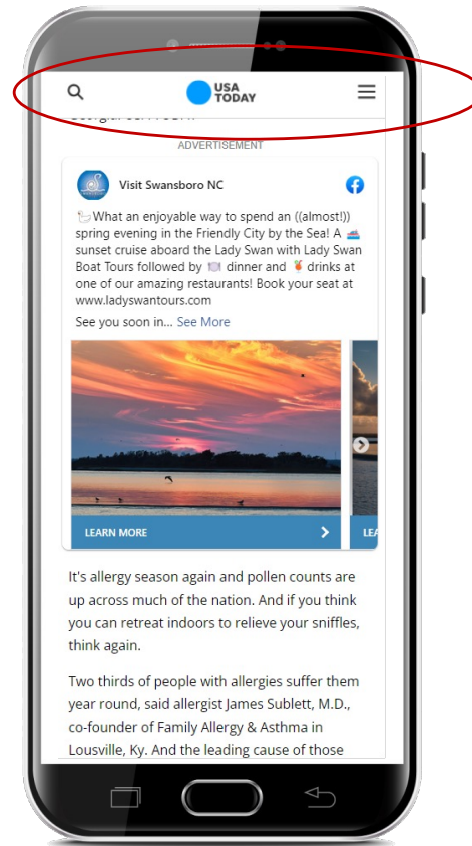 USA
TODAY
ADVERTISEMENT
Visit Swansboro NC
What an enjoyable way to spend an ((almost!))
spring evening in the Friendly City by the Sea! A
sunset cruise aboard the Lady Swan with Lady Swan
Boat Tours followed by dinner and drinks at
one of our amazing restaurants! Book your seat at
www.ladyswantours.com
See you soon in... See More
LEARN MORE
LEA
It's allergy season again and pollen counts are
up across much of the nation. And if you think
you can retreat indoors to relieve your sniffles,
think again.
Two thirds of people with allergies suffer them
year round, said allergist James Sublett, M.D.,
co-founder of Family Allergy & Asthma in
Lousville, Ky. And the leading cause of those